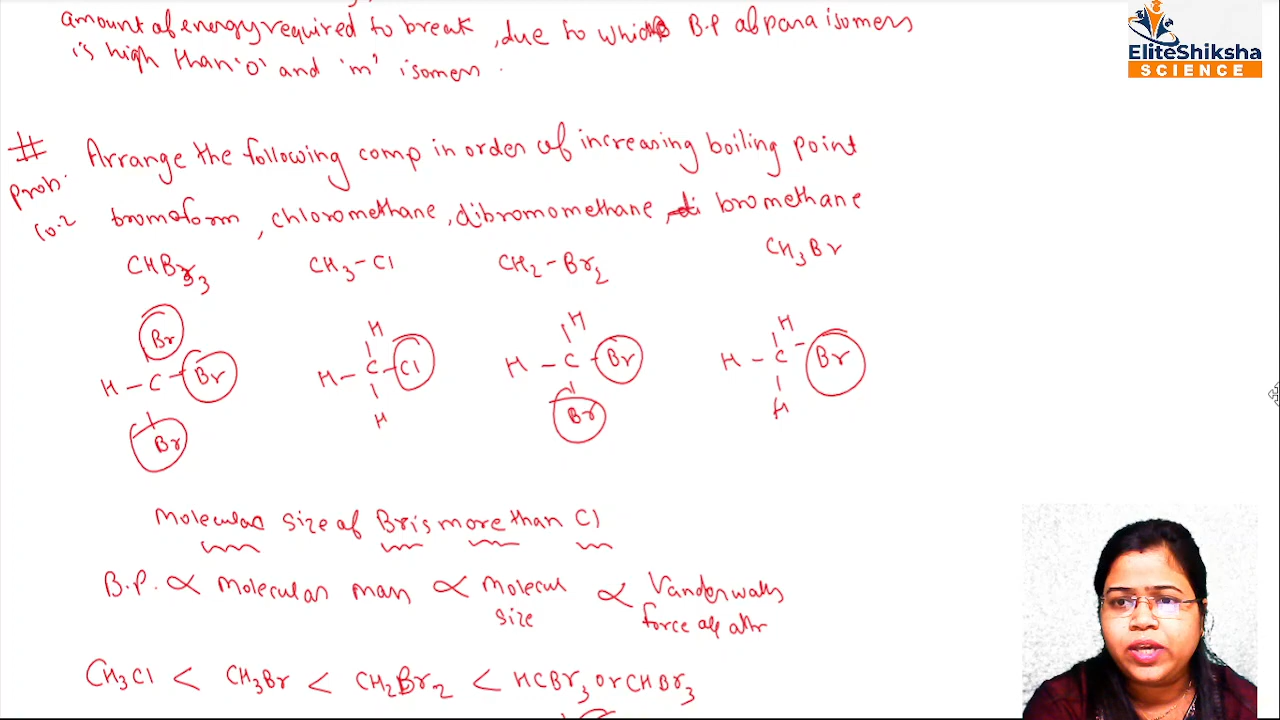 amount of energy required to break, due to which B.P of para isomers
is high than 'o' and 'm' isomers.
EliteShiksha
SCIENCE
# Arrange the following comp in order of increasing boiling point
Prob.
10.2 bromoform, chloromethane, dibromomethane, bromethane
CHBr3 CH3-Cl CH2-Br2 CH3Br
Br H H H
H-C-Br H-C-Cl H-C-Br H-C-Br
Br H Br H
Molecular size of Br is more than Cl
B.P. ∝ molecular mass ∝ Molecul size ∝ Vanderwalls force of attr
CH3Cl < CH3Br < CH2Br2 < HCBr3 or CHBr3